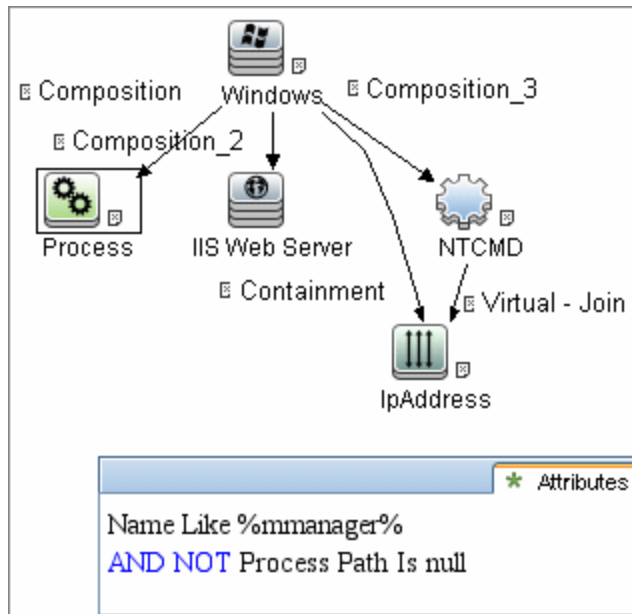 Windows
Composition
Composition_3
Composition_2
Process
IIS Web Server
NTCMD
Containment
Virtual - Join
IpAddress
Attributes
Name Like %mmanager%
AND NOT Process Path Is null